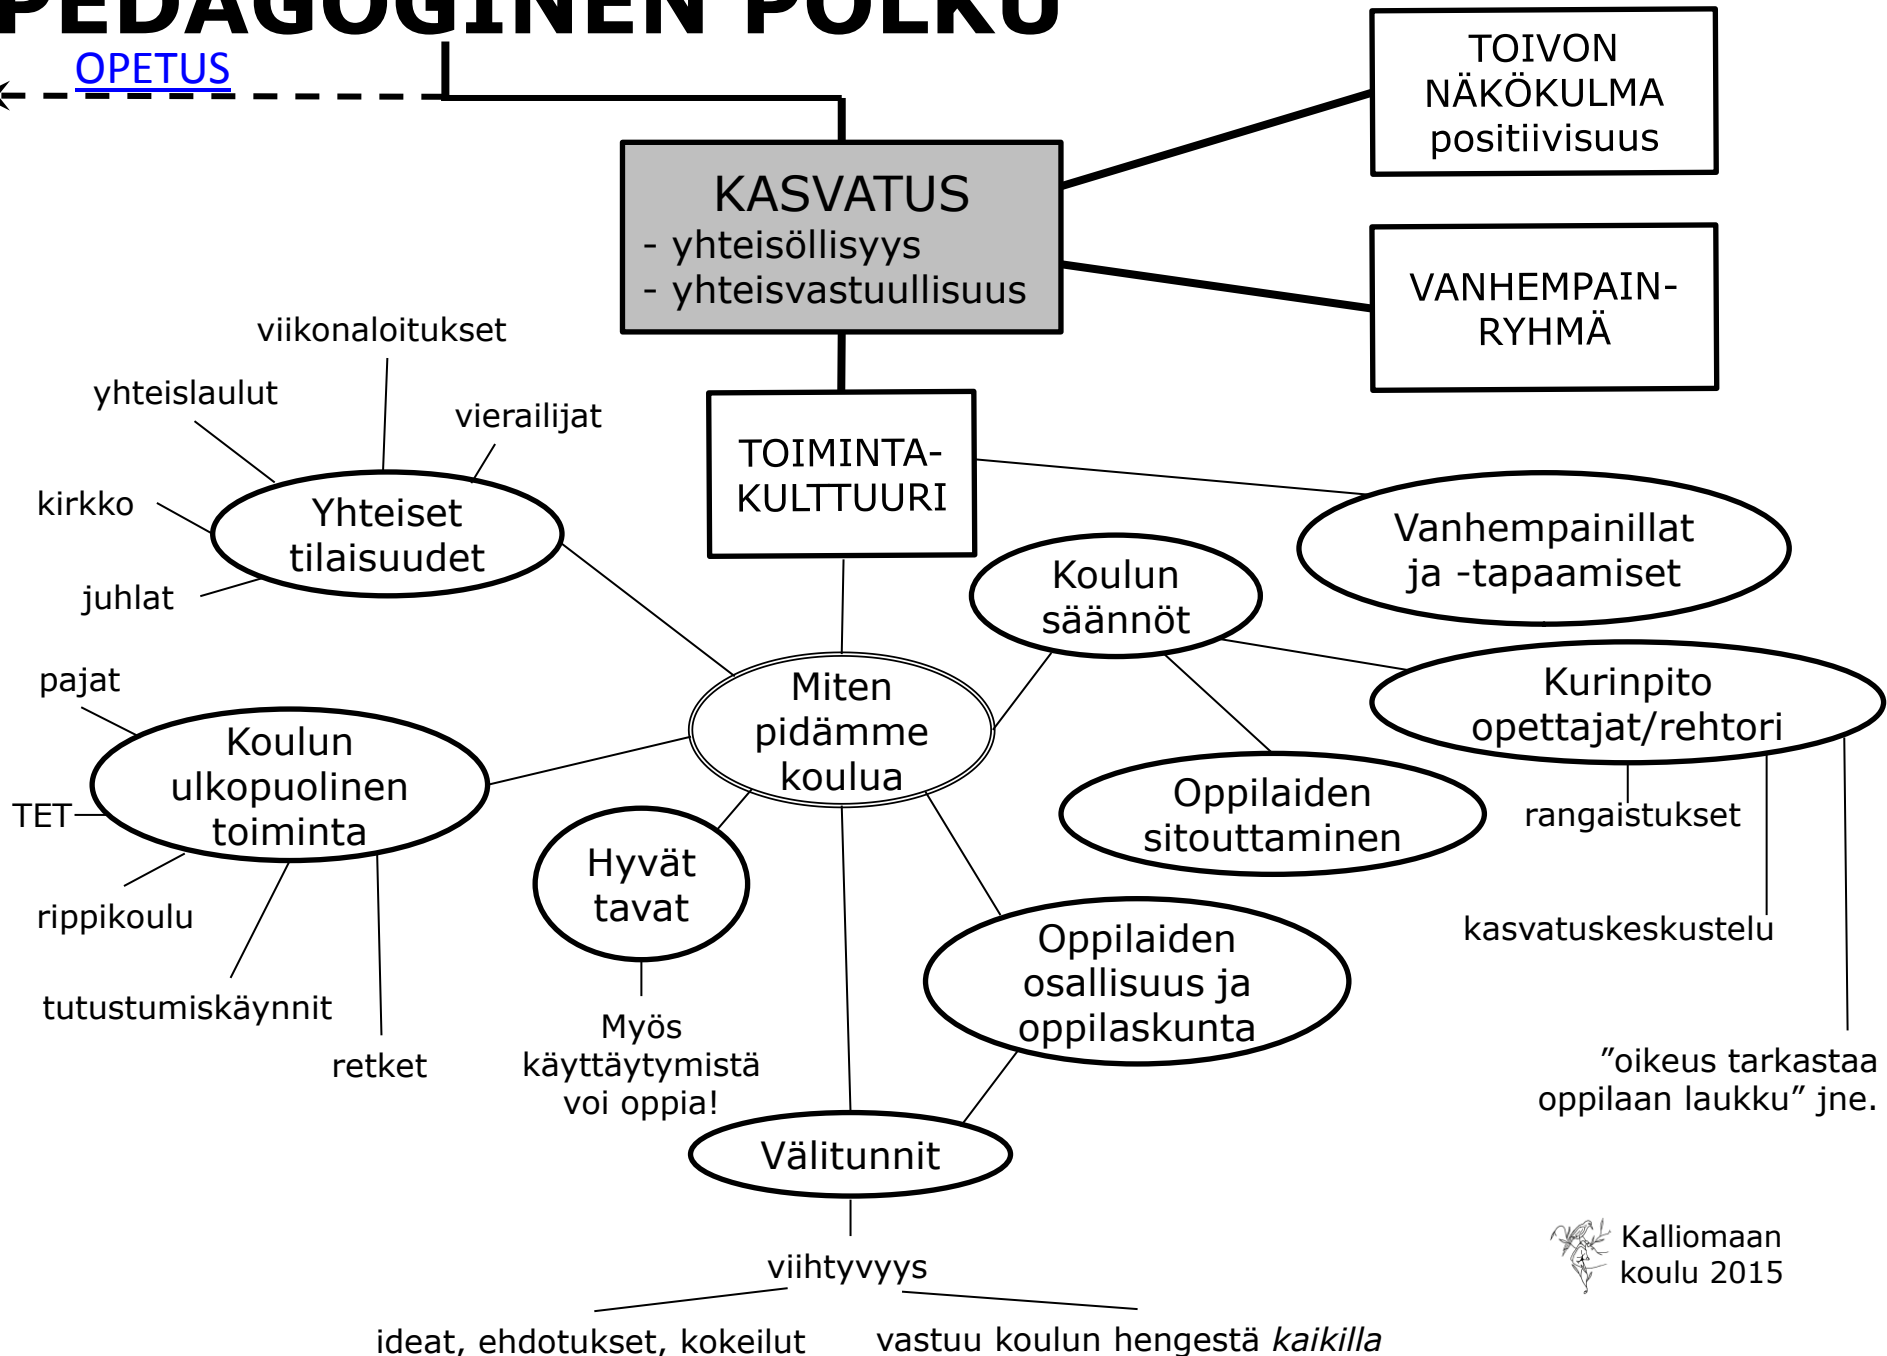 PEDAGOGINEN POLKU
OPETUS
TOIVON
NÄKÖKULMA
positiivisuus
KASVATUS
- yhteisöllisyys
- yhteisvastuullisuus
VANHEMPAIN-
RYHMÄ
viikonaloitukset
yhteislaulut
vierailijat
kirkko
Yhteiset
tilaisuudet
juhlat
TOIMINTA-
KULTTUURI
Vanhempainillat
ja -tapaamiset
Koulun
säännöt
Kurinpito
opettajat/rehtori
rangaistukset
kasvatuskeskustelu
”oikeus tarkastaa
oppilaan laukku” jne.
Oppilaiden
sitouttaminen
Miten
pidämme
koulua
pajat
Koulun
ulkopuolinen
toiminta
TET
rippikoulu
tutustumiskäynnit
retket
Hyvät
tavat
Myös
käyttäytymistä
voi oppia!
Oppilaiden
osallisuus ja
oppilaskunta
Välitunnit
viihtyvyys
ideat, ehdotukset, kokeilut
vastuu koulun hengestä kaikilla
Kalliomaan
koulu 2015